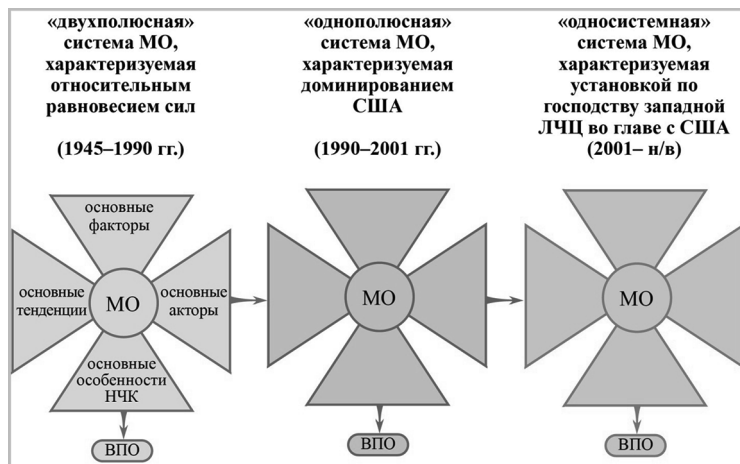 «двухполюсная»
система МО,
характеризуемая
относительным
равновесием сил
(1945–1990 гг.)
«однополюсная»
система МО,
характеризуемая
доминированием
США
(1990–2001 гг.)
«односистемная»
система МО,
характеризуемая
установкой по
господству западной
ЛЧЦ во главе с США
(2001– н/в)
основные
факторы
основные
тенденции
МО
основные
акторы
основные
особенности
НЧК
ВПО
МО
ВПО
МО
ВПО